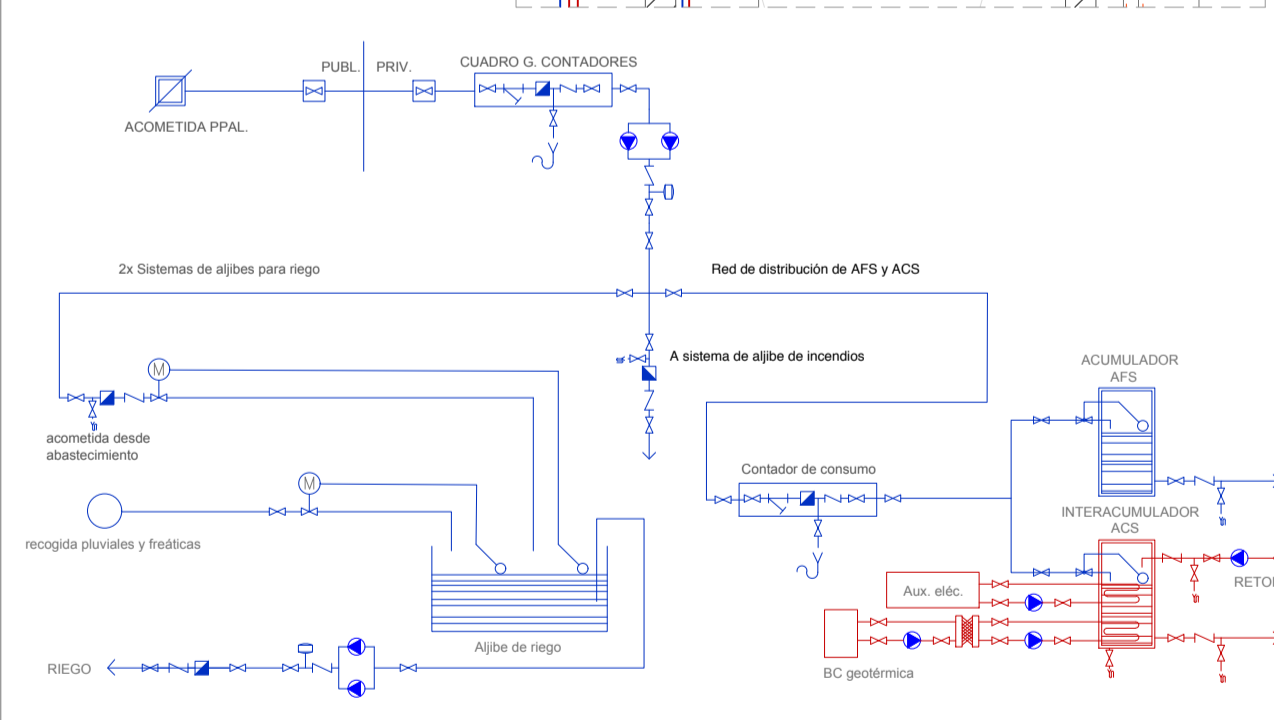 PUBL.
PRIV.
CUADRO G. CONTADORES
ACOMETIDA PPAL.
2x Sistemas de aljibes para riego
Red de distribución de AFS y ACS
A sistema de aljibe de incendios
M
ACUMULADOR
AFS
acometida desde
abastecimiento
Contador de consumo
M
INTERACUMULADOR
ACS
recogida pluviales y freáticas
RETO
Aux. eléc.
Aljibe de riego
RIEGO
BC geotérmica